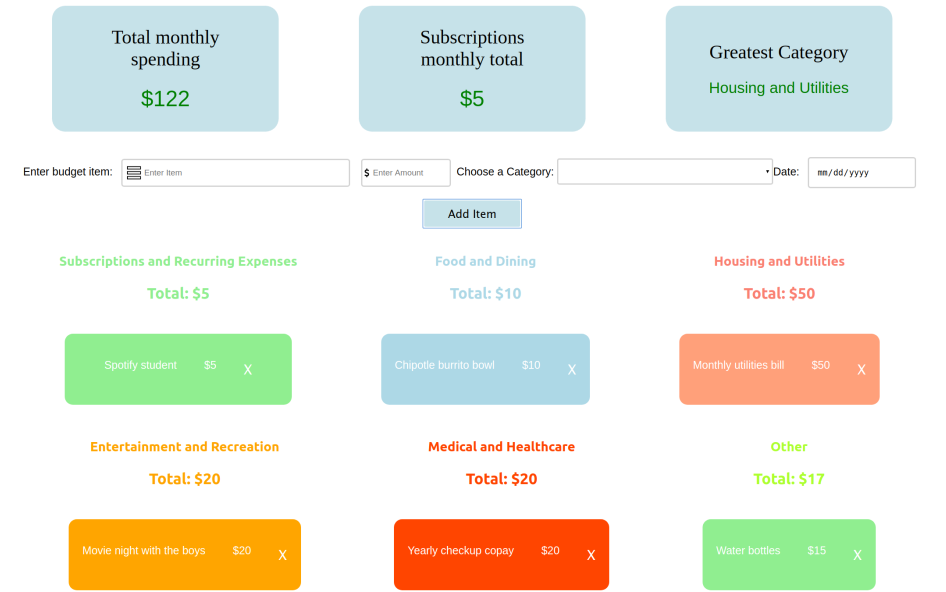 Total monthly
spending
$122
Subscriptions
monthly total
$5
Greatest Category
Housing and Utilities
Enter budget item: Enter Item $ Enter Amount Choose a Category: Date: mm/dd/yyyy
Add Item
Subscriptions and Recurring Expenses
Total: $5
Spotify student $5 X
Food and Dining
Total: $10
Chipotle burrito bowl $10 X
Housing and Utilities
Total: $50
Monthly utilities bill $50 X
Entertainment and Recreation
Total: $20
Movie night with the boys $20 X
Medical and Healthcare
Total: $20
Yearly checkup copay $20 X
Other
Total: $17
Water bottles $15 X